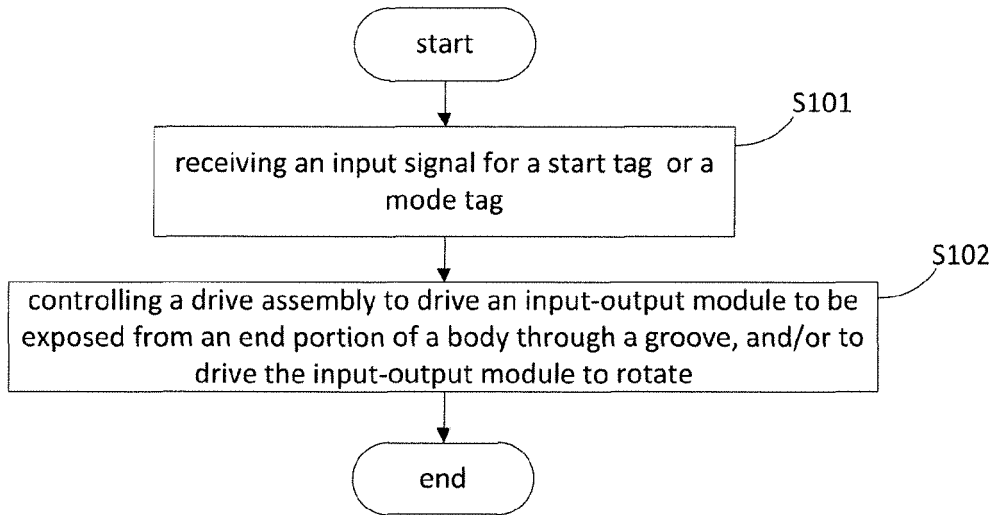 start
S101
receiving an input signal for a start tag or a
mode tag
S102
controlling a drive assembly to drive an input-output module to be
exposed from an end portion of a body through a groove, and/or to
drive the input-output module to rotate
end